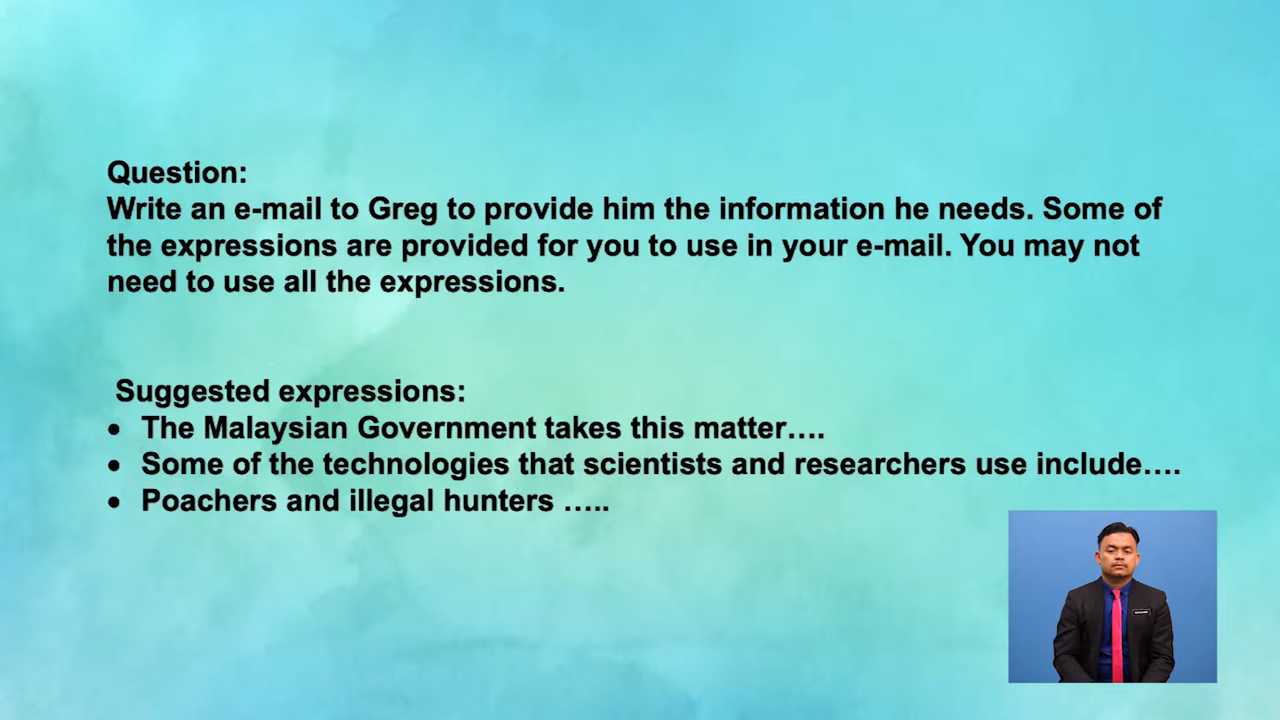 Question:
Write an e-mail to Greg to provide him the information he needs. Some of
the expressions are provided for you to use in your e-mail. You may not
need to use all the expressions.
Suggested expressions:
• The Malaysian Government takes this matter….
• Some of the technologies that scientists and researchers use include….
• Poachers and illegal hunters …..